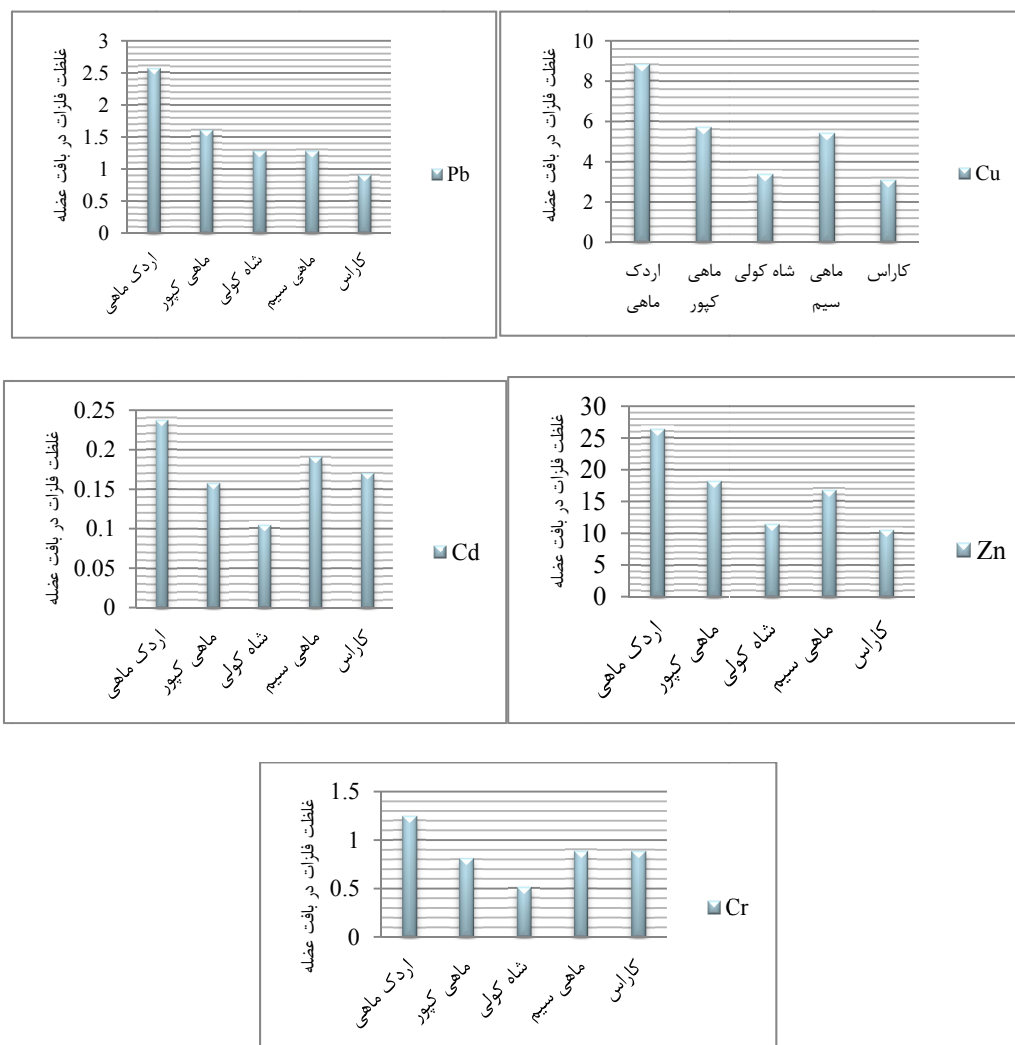 غلظت فلزات در بافت عضله
3
2.5
2
1.5
1
0.5
0
اردک ماهی
ماهی کپور
شاه کولی
ماهی سیم
کاراس
Pb
غلظت فلزات در بافت عضله
10
8
6
4
2
0
اردک
ماهی
ماهی
کپور
شاه کولی
ماهی
سیم
کاراس
Cu
غلظت فلزات در بافت عضله
0.25
0.2
0.15
0.1
0.05
0
اردک ماهی
ماهی کپور
شاه کولی
ماهی سیم
کاراس
Cd
غلظت فلزات در بافت عضله
30
25
20
15
10
5
0
اردک ماهی
ماهی کپور
شاه کولی
ماهی سیم
کاراس
Zn
غلظت فلزات در بافت عضله
1.5
1
0.5
0
اردک ماهی
ماهی کپور
شاه کولی
ماهی سیم
کاراس
Cr